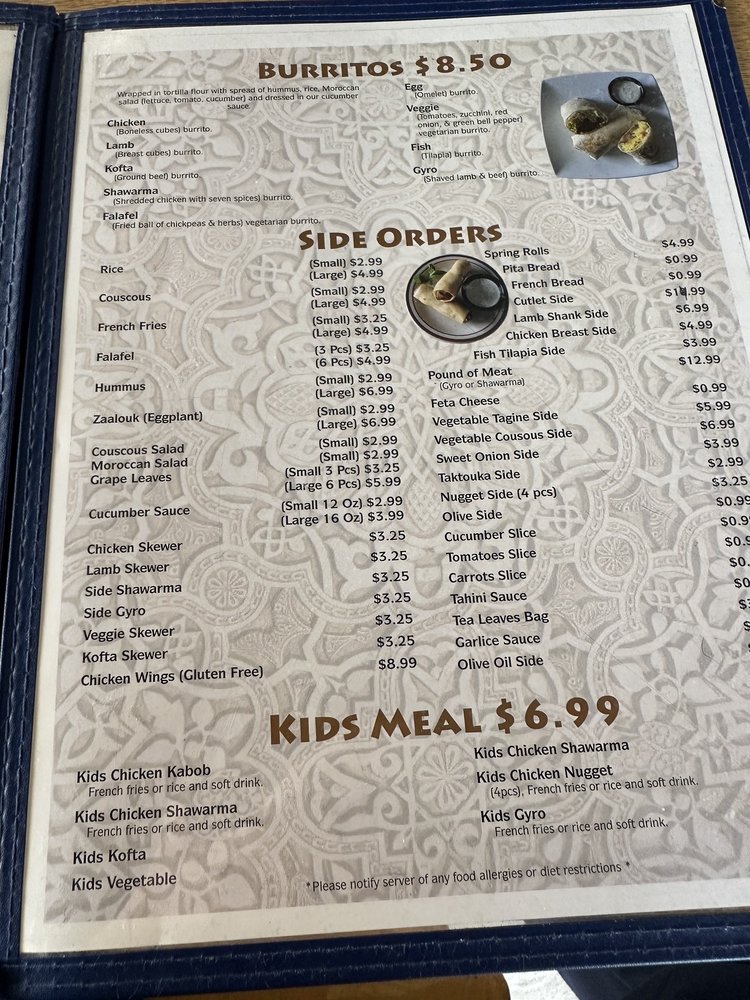 BURRITOS $8.50
Wrapped in tortilla flour with spread of hummus, rice, Moroccan
salad (lettuce, tomato, cucumber) and dressed in our cucumber
sauce.
Chicken
(Boneless cubes) burrito.
Lamb
(Breast cubes) burrito.
Kofta
(Ground beef) burrito.
Shawarma
(Shredded chicken with seven spices) burrito.
Falafel
(Fried ball of chickpeas & herbs) vegetarian burrito.
Egg
(Omelet) burrito.
Veggie
(Tomatoes, zucchini, red
onion, & green bell pepper)
vegetarian burrito.
Fish
(Tilapia) burrito.
Gyro
(Shaved lamb & beef) burrito.
SIDE ORDERS
Rice (Small) $2.99
(Large) $4.99
Couscous (Small) $2.99
(Large) $4.99
French Fries (Small) $3.25
(Large) $4.99
Falafel (3 Pcs) $3.25
(6 Pcs) $4.99
Hummus (Small) $2.99
(Large) $6.99
Zaalouk (Eggplant) (Small) $2.99
(Large) $6.99
Couscous Salad (Small) $2.99
Moroccan Salad (Small) $2.99
Grape Leaves (Small 3 Pcs) $3.25
(Large 6 Pcs) $5.99
Cucumber Sauce (Small 12 Oz) $2.99
(Large 16 Oz) $3.99
Chicken Skewer $3.25
Lamb Skewer $3.25
Side Shawarma $3.25
Side Gyro $3.25
Veggie Skewer $3.25
Kofta Skewer $3.25
Chicken Wings (Gluten Free) $8.99
Spring Rolls $4.99
Pita Bread $0.99
French Bread $0.99
Cutlet Side
Lamb Shank Side $6.99
Chicken Breast Side $4.99
Fish Tilapia Side $3.99
Pound of Meat $12.99
(Gyro or Shawarma)
Feta Cheese $0.99
Vegetable Tagine Side $5.99
Vegetable Cousous Side $6.99
Sweet Onion Side $3.99
Taktouka Side $2.99
Nugget Side (4 pcs) $3.25
Olive Side $0.99
Cucumber Slice
Tomatoes Slice
Carrots Slice
Tahini Sauce
Tea Leaves Bag
Garlice Sauce
Olive Oil Side
KIDS MEAL $6.99
Kids Chicken Kabob
French fries or rice and soft drink.
Kids Chicken Shawarma
French fries or rice and soft drink.
Kids Kofta
Kids Vegetable
Kids Chicken Shawarma
Kids Chicken Nugget
(4pcs), French fries or rice and soft drink.
Kids Gyro
French fries or rice and soft drink.
*Please notify server of any food allergies or diet restrictions *